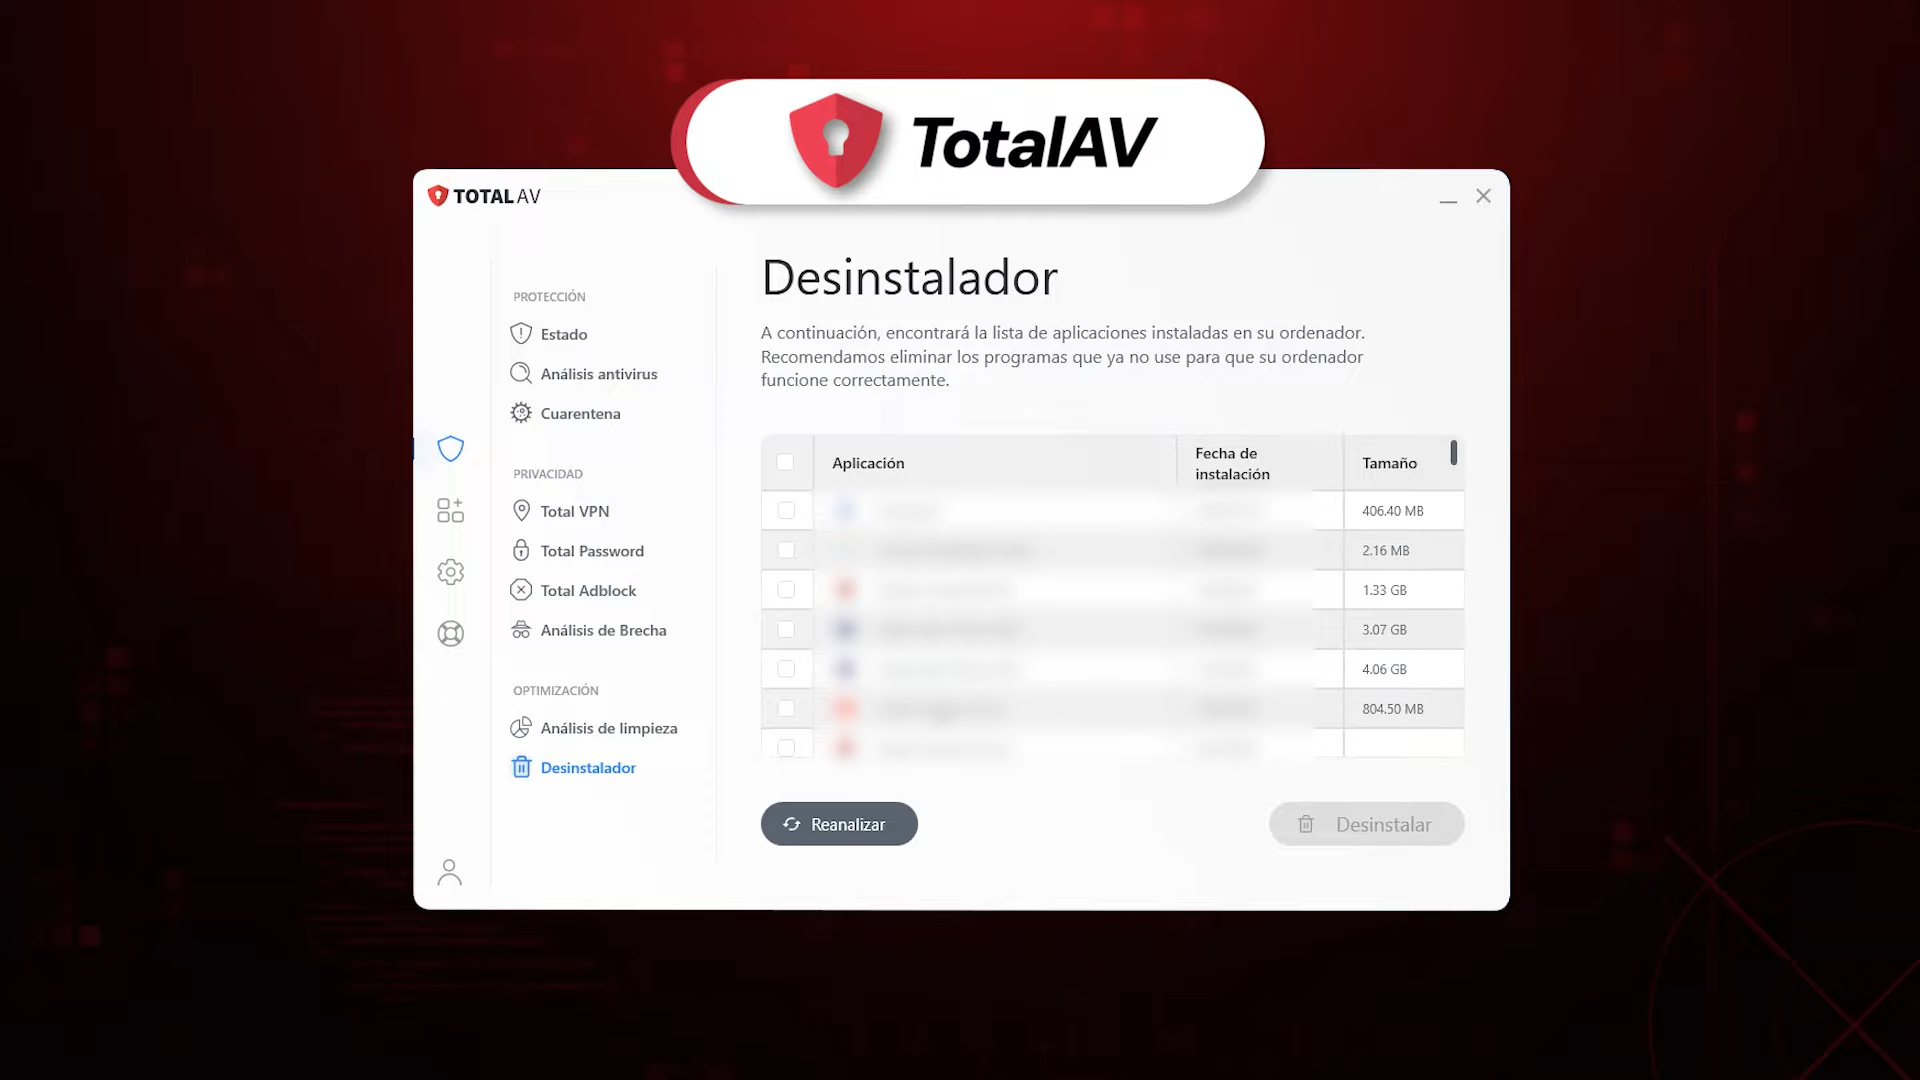 TotalAV
TOTALAV
PROTECCIÓN
Estado
Análisis antivirus
Cuarentena
PRIVACIDAD
Total VPN
Total Password
Total Adblock
Análisis de Brecha
OPTIMIZACIÓN
Análisis de limpieza
Desinstalador
Desinstalador
A continuación, encontrará la lista de aplicaciones instaladas en su ordenador.
Recomendamos eliminar los programas que ya no use para que su ordenador
funcione correctamente.
Aplicación
Fecha de
instalación
Tamaño
406.40 MB
2.16 MB
1.33 GB
3.07 GB
4.06 GB
804.50 MB
Reanalizar
Desinstalar